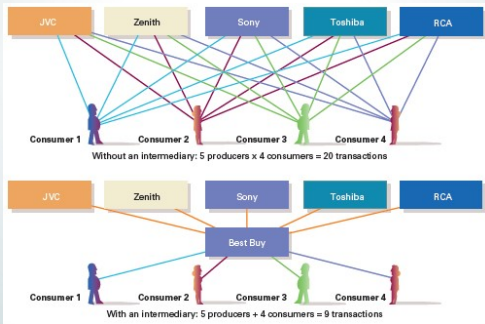 JVC Zenith Sony Toshiba RCA
Consumer 1 Consumer 2 Consumer 3 Consumer 4
Without an intermediary: 5 producers x 4 consumers = 20 transactions
JVC Zenith Sony Toshiba RCA
Best Buy
Consumer 1 Consumer 2 Consumer 3 Consumer 4
With an intermediary: 5 producers + 4 consumers = 9 transactions